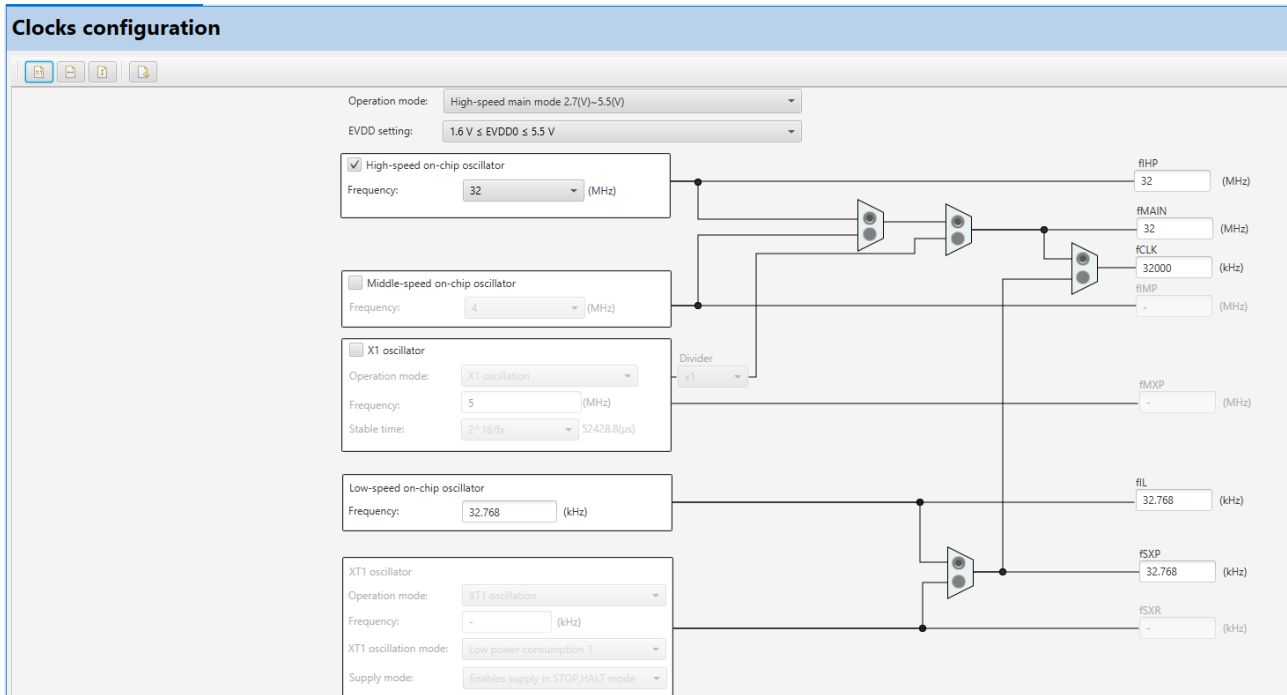 Clocks configuration
Operation mode: High-speed main mode 2.7(V)~5.5(V)
EVDD setting: 1.6 V ≤ EVDD0 ≤ 5.5 V
High-speed on-chip oscillator
Frequency: 32 (MHz)
fIHP
32 (MHz)
fMAIN
32 (MHz)
fCLK
32000 (kHz)
Middle-speed on-chip oscillator
Frequency: 4 (MHz)
fIMP
- (MHz)
X1 oscillator
Operation mode: X1 oscillation
Frequency: 5 (MHz)
Stable time: 2^18/fx 52428.8(μs)
Divider
x1
fMXP
- (MHz)
Low-speed on-chip oscillator
Frequency: 32.768 (kHz)
fIL
32.768 (kHz)
fSXP
32.768 (kHz)
XT1 oscillator
Operation mode: XT1 oscillation
Frequency: - (kHz)
XT1 oscillation mode: Low power consumption 1
Supply mode: Enables supply in STOP,HALT mode
fSXR
- (kHz)